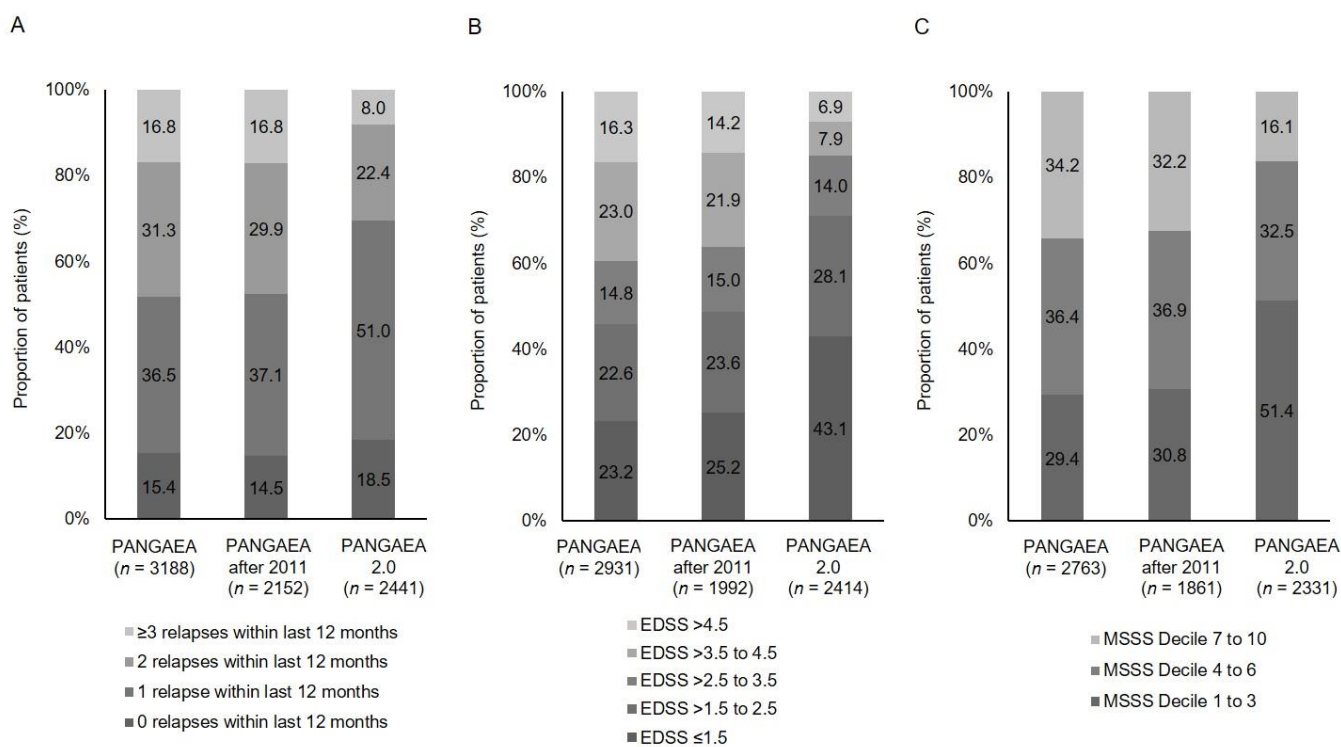 A
Proportion of patients (%)
100%
80%
60%
40%
20%
0%
16.8
31.3
36.5
15.4
16.8
29.9
37.1
14.5
8.0
22.4
51.0
18.5
PANGAEA
(n = 3188)
PANGAEA
after 2011
(n = 2152)
PANGAEA
2.0
(n = 2441)
≥3 relapses within last 12 months
2 relapses within last 12 months
1 relapse within last 12 months
0 relapses within last 12 months
B
Proportion of patients (%)
100%
80%
60%
40%
20%
0%
16.3
23.0
14.8
22.6
23.2
14.2
21.9
15.0
23.6
25.2
6.9
7.9
14.0
28.1
43.1
PANGAEA
(n = 2931)
PANGAEA
after 2011
(n = 1992)
PANGAEA
2.0
(n = 2414)
EDSS >4.5
EDSS >3.5 to 4.5
EDSS >2.5 to 3.5
EDSS >1.5 to 2.5
EDSS ≤1.5
C
Proportion of patients (%)
100%
80%
60%
40%
20%
0%
34.2
36.4
29.4
32.2
36.9
30.8
16.1
32.5
51.4
PANGAEA
(n = 2763)
PANGAEA
after 2011
(n = 1861)
PANGAEA
2.0
(n = 2331)
MSSS Decile 7 to 10
MSSS Decile 4 to 6
MSSS Decile 1 to 3